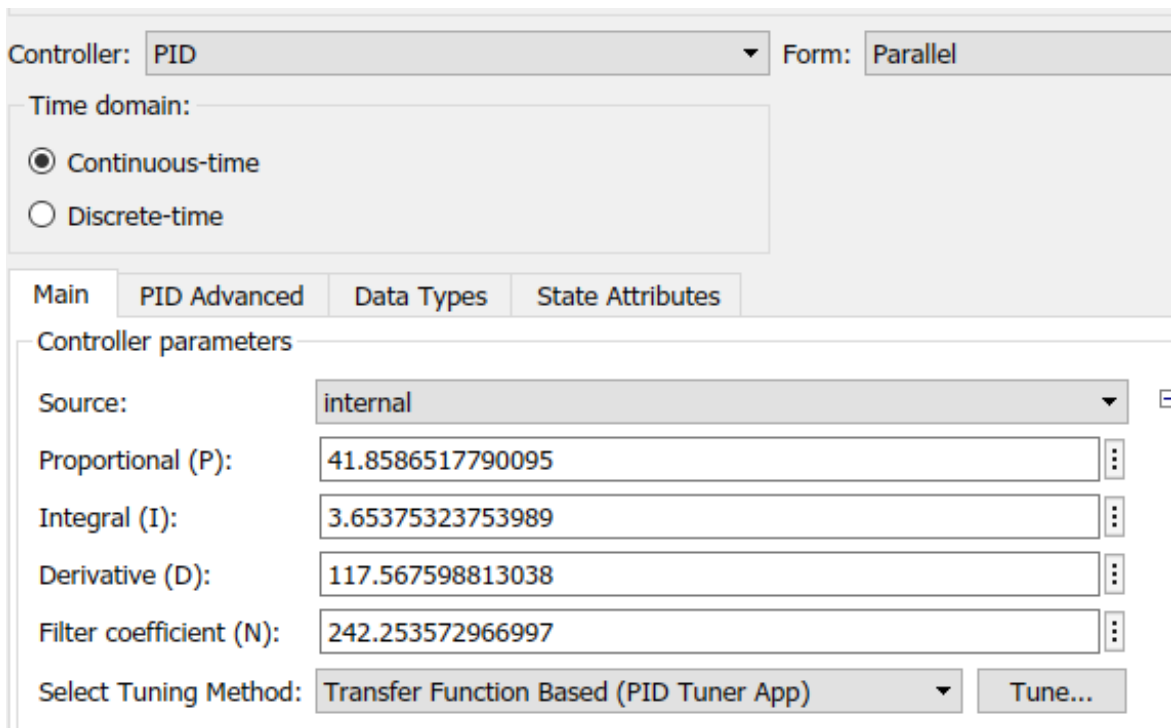 Controller: PID Form: Parallel
Time domain:
Continuous-time
Discrete-time
Main PID Advanced Data Types State Attributes
Controller parameters
Source: internal
Proportional (P): 41.8586517790095
Integral (I): 3.65375323753989
Derivative (D): 117.567598813038
Filter coefficient (N): 242.253572966997
Select Tuning Method: Transfer Function Based (PID Tuner App) Tune...